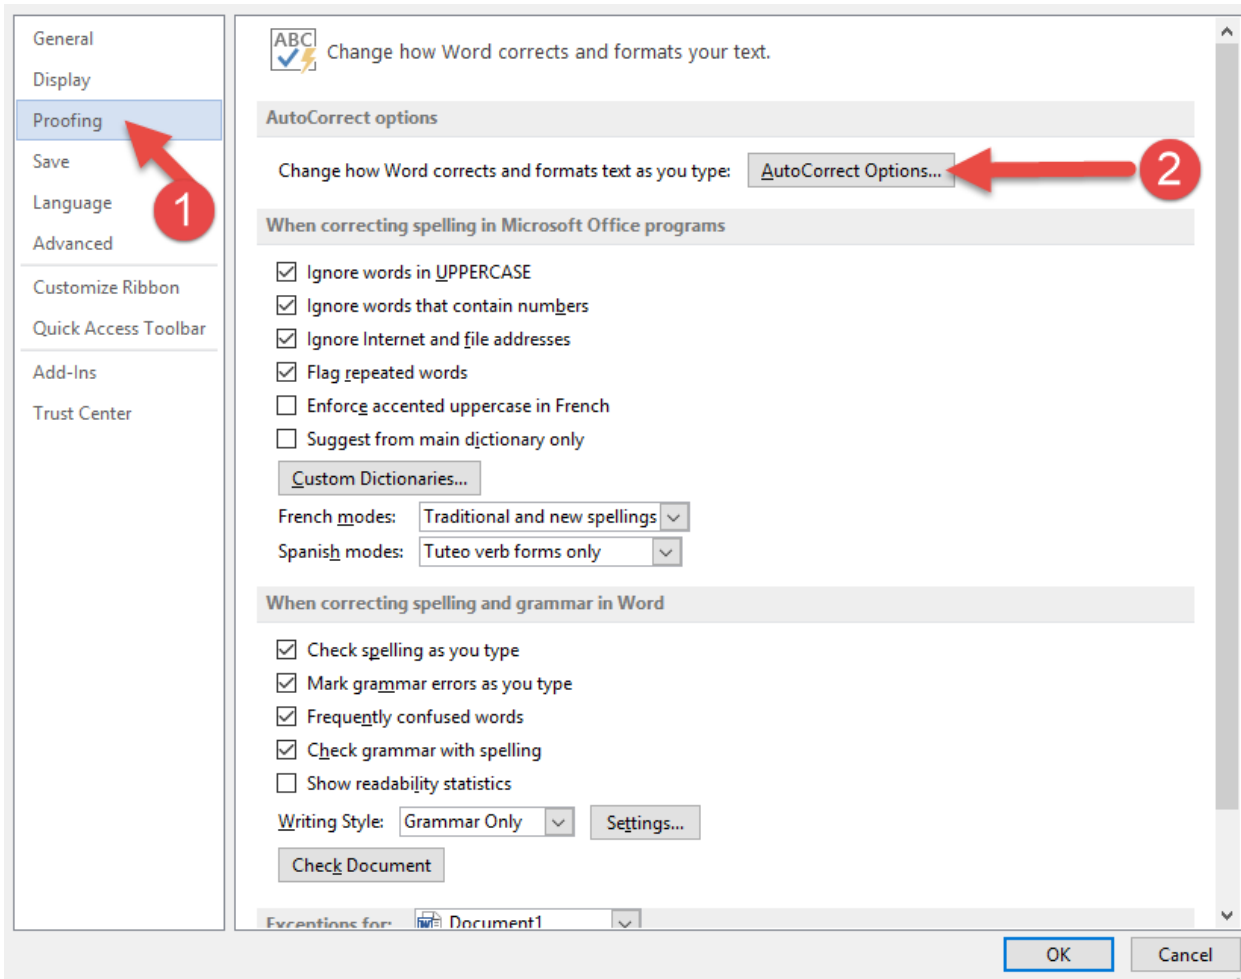 General
Display
Proofing
Save
Language
Advanced
Customize Ribbon
Quick Access Toolbar
Add-Ins
Trust Center
1
ABC
Change how Word corrects and formats your text.
AutoCorrect options
Change how Word corrects and formats text as you type: AutoCorrect Options... 2
When correcting spelling in Microsoft Office programs
Ignore words in UPPERCASE
Ignore words that contain numbers
Ignore Internet and file addresses
Flag repeated words
Enforce accented uppercase in French
Suggest from main dictionary only
Custom Dictionaries...
French modes: Traditional and new spellings
Spanish modes: Tuteo verb forms only
When correcting spelling and grammar in Word
Check spelling as you type
Mark grammar errors as you type
Frequently confused words
Check grammar with spelling
Show readability statistics
Writing Style: Grammar Only Settings...
Check Document
Exceptions for: Document1
OK Cancel